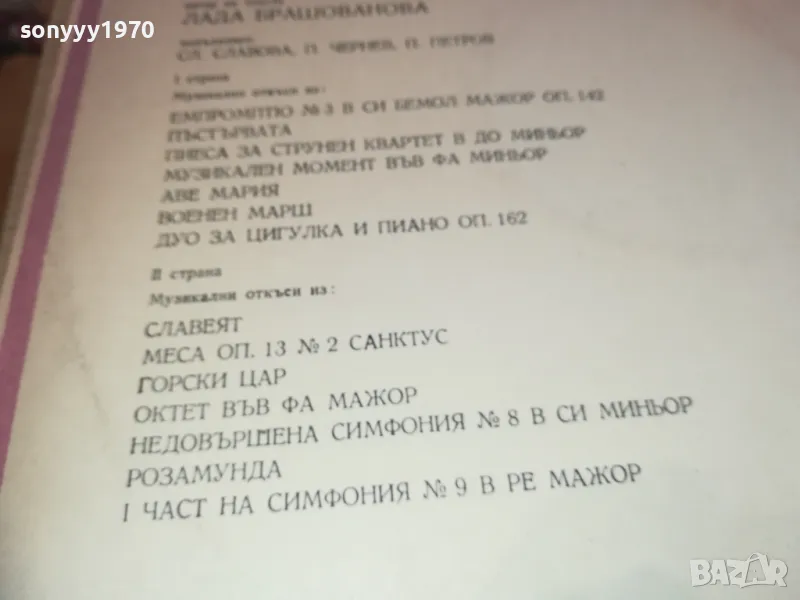 sonyyy1970
ЛАДА БРАШОВАНОВА
СЛ. СЛАВОВА, П. ЧЕРНЕВ, П. ПЕТРОВ
I страна
Музикални откъси из:
ЕМПРОМПТЮ № 3 В СИ БЕМОЛ МАЖОР ОП. 142
ПЪСТЪРВАТА
ПИЕСА ЗА СТРУНЕН КВАРТЕТ В ДО МИНЬОР
МУЗИКАЛЕН МОМЕНТ ВЪВ ФА МИНЬОР
АВЕ МАРИЯ
ВОЕНЕН МАРШ
ДУО ЗА ЦИГУЛКА И ПИАНО ОП. 162
II страна
Музикални откъси из:
СЛАВЕЯТ
МЕСА ОП. 13 № 2 САНКТУС
ГОРСКИ ЦАР
ОКТЕТ ВЪВ ФА МАЖОР
НЕДОВЪРШЕНА СИМФОНИЯ № 8 В СИ МИНЬОР
РОЗАМУНДА
I ЧАСТ НА СИМФОНИЯ № 9 В РЕ МАЖОР
BAZAR